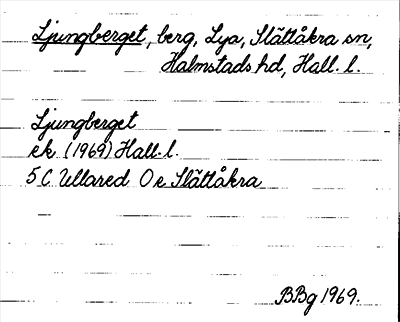 Ljungberget, berg, Lya, Slättåkra sn,
Halmstads hd, Hall. l.
Ljungberget
ek (1969) Hall. l.
5 C Ullared 0 e Slättåkra
BBg 1969.